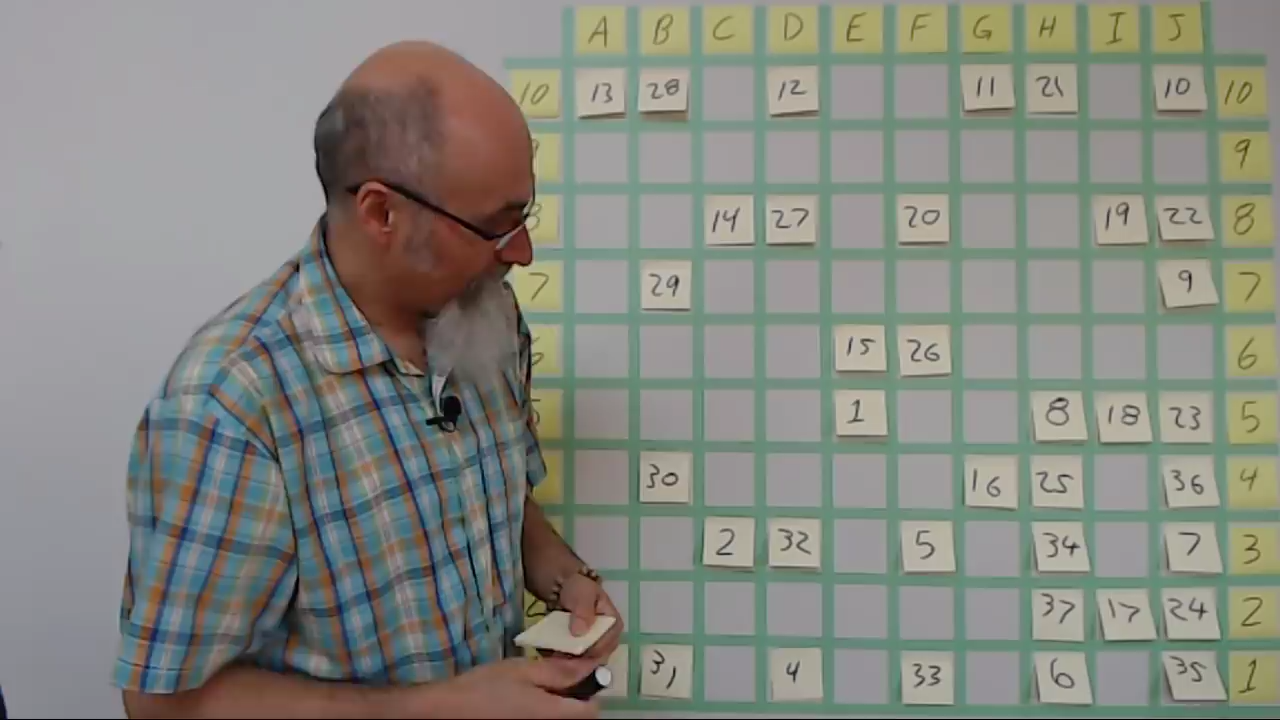 A B C D E F G H I J
10 13 28 12 11 21 10 10
9
8 14 27 20 19 22 8
7 29 9 7
15 26 6
1 8 18 23 5
30 16 25 36 4
2 32 5 34 7 3
37 17 24 2
31 4 33 6 35 1